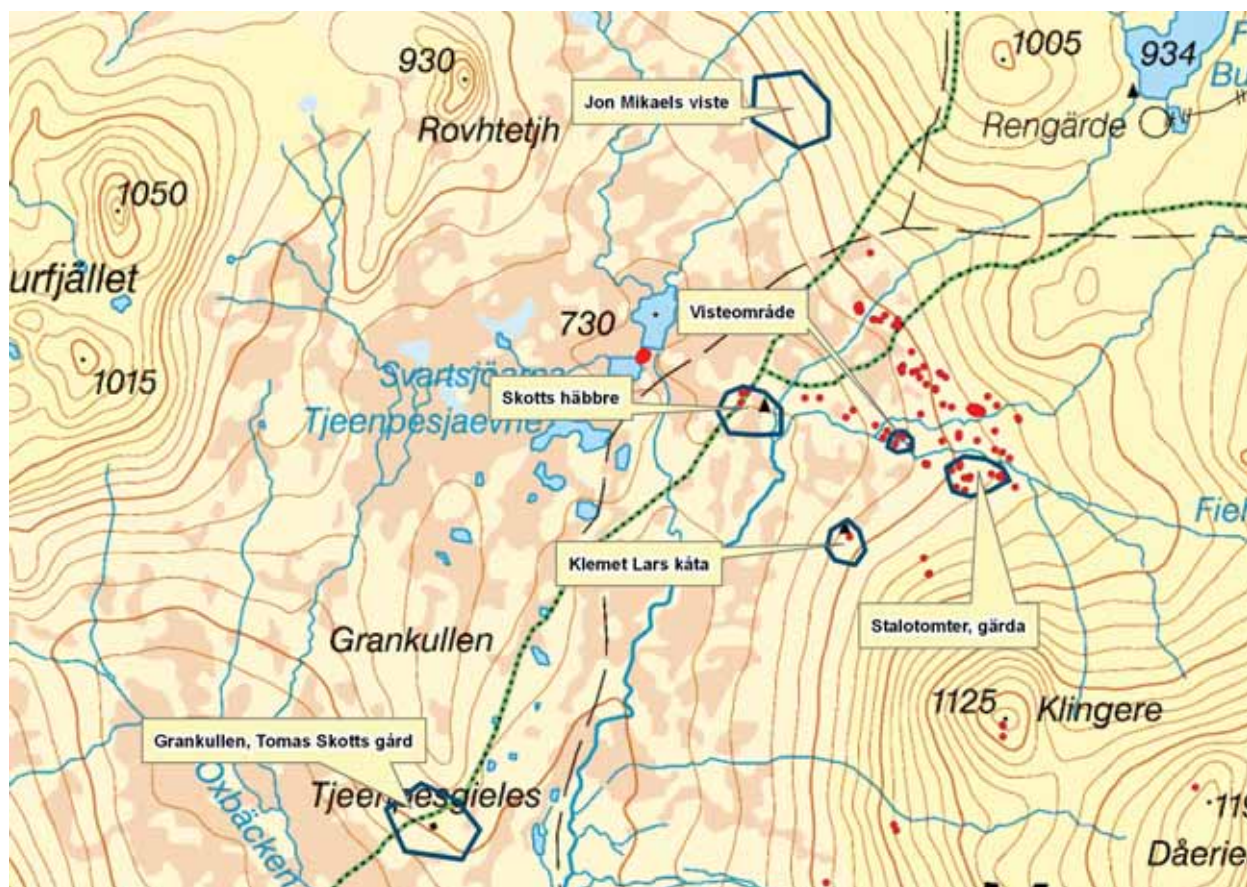 1005
934
930
Jon Mikaels viste
Rovhtetjh
Rengärde
1050
urfjället
730
Visteområde
1015
Svartsjöarna
Skotts häbbre
Tjeenpesjaevrie
Fiel
Klemet Lars kåta
Stalotomter, gärda
Grankullen
1125
Klingere
Grankullen, Tomas Skotts gård
Oxbäcken
119
Dåerie